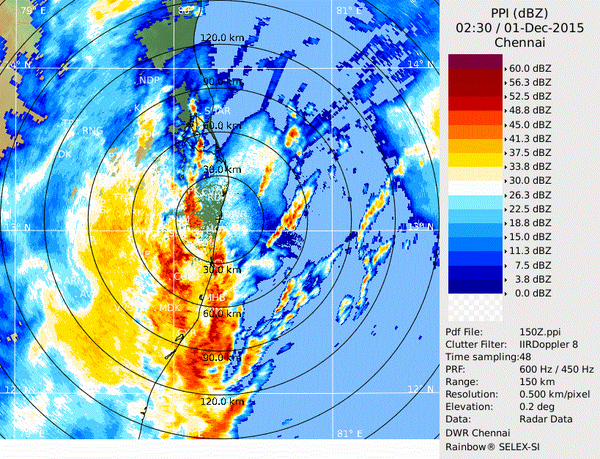 79° E
80°
81° E
PPI (dBZ)
02:30 / 01-Dec-2015
Chennai
120.0 km
14° N
90.0 km
NDP
60.0 km
RNG
DK
30.0 km
13° N
30.0 km
60.0 km
MDK
90.0 km
12° N
12° N
120.0 km
79° E
81° E
60.0 dBZ
56.3 dBZ
52.5 dBZ
48.8 dBZ
45.0 dBZ
41.3 dBZ
37.5 dBZ
33.8 dBZ
30.0 dBZ
26.3 dBZ
22.5 dBZ
18.8 dBZ
15.0 dBZ
11.3 dBZ
7.5 dBZ
3.8 dBZ
0.0 dBZ
Pdf File: 150Z.ppi
Clutter Filter: IIRDoppler 8
Time sampling:48
PRF: 600 Hz / 450 Hz
Range: 150 km
Resolution: 0.500 km/pixel
Elevation: 0.2 deg
Data: Radar Data
DWR Chennai
Rainbow® SELEX-SI